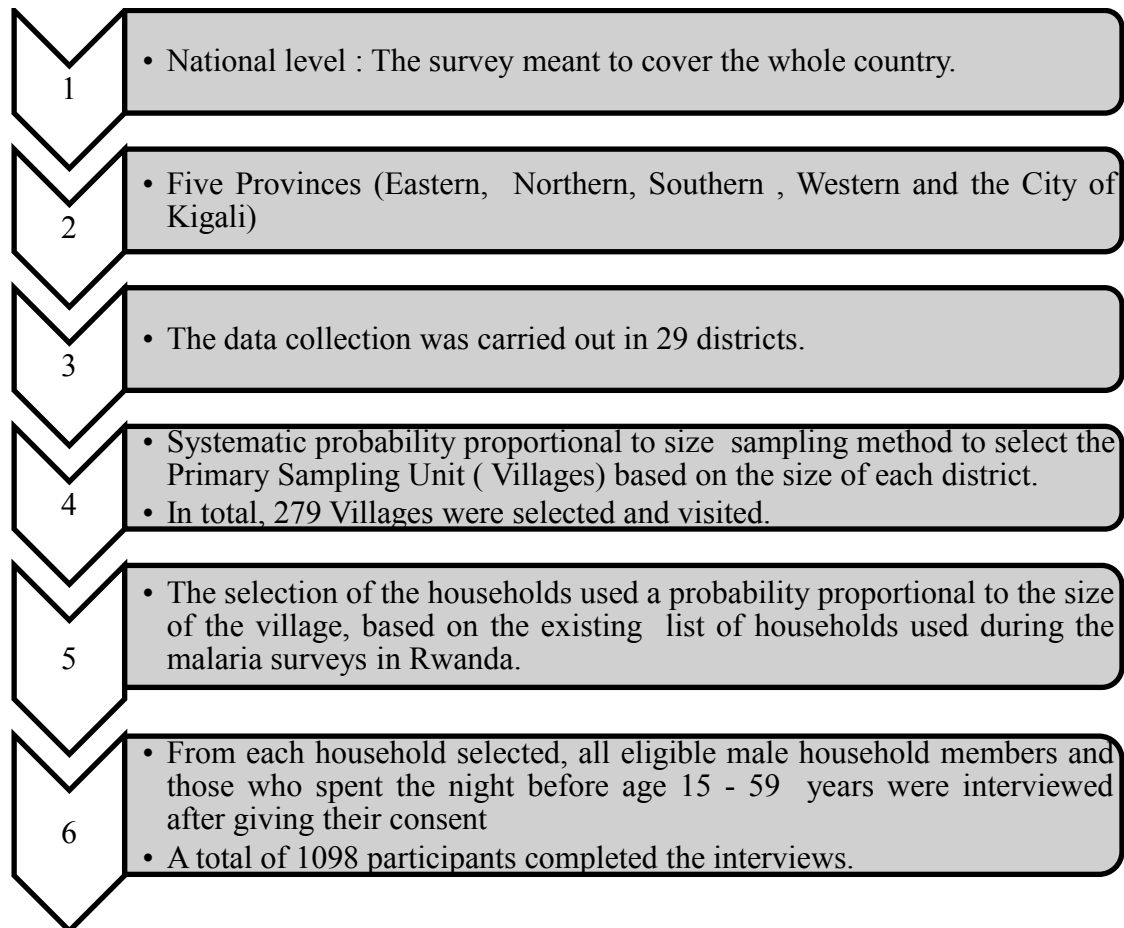 1
• National level : The survey meant to cover the whole country.
2
• Five Provinces (Eastern, Northern, Southern , Western and the City of
Kigali)
3
• The data collection was carried out in 29 districts.
4
• Systematic probability proportional to size sampling method to select the
Primary Sampling Unit ( Villages) based on the size of each district.
• In total, 279 Villages were selected and visited.
5
• The selection of the households used a probability proportional to the size
of the village, based on the existing list of households used during the
malaria surveys in Rwanda.
6
• From each household selected, all eligible male household members and
those who spent the night before age 15 - 59 years were interviewed
after giving their consent
• A total of 1098 participants completed the interviews.